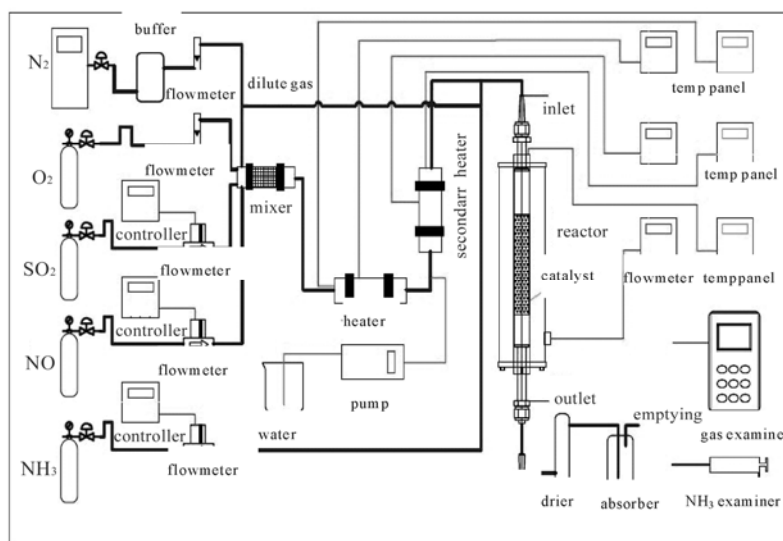 buffer
N2
flowmeter
dilute gas
temp panel
inlet
O2
flowmeter
secondarr heater
mixer
temp panel
controller
SO2
flowmeter
reactor
catalyst
flowmeter
temppanel
controller
heater
NO
flowmeter
pump
outlet
emptying
gas examine
controller
water
NH3
flowmeter
drier
absorber
NH3 examiner